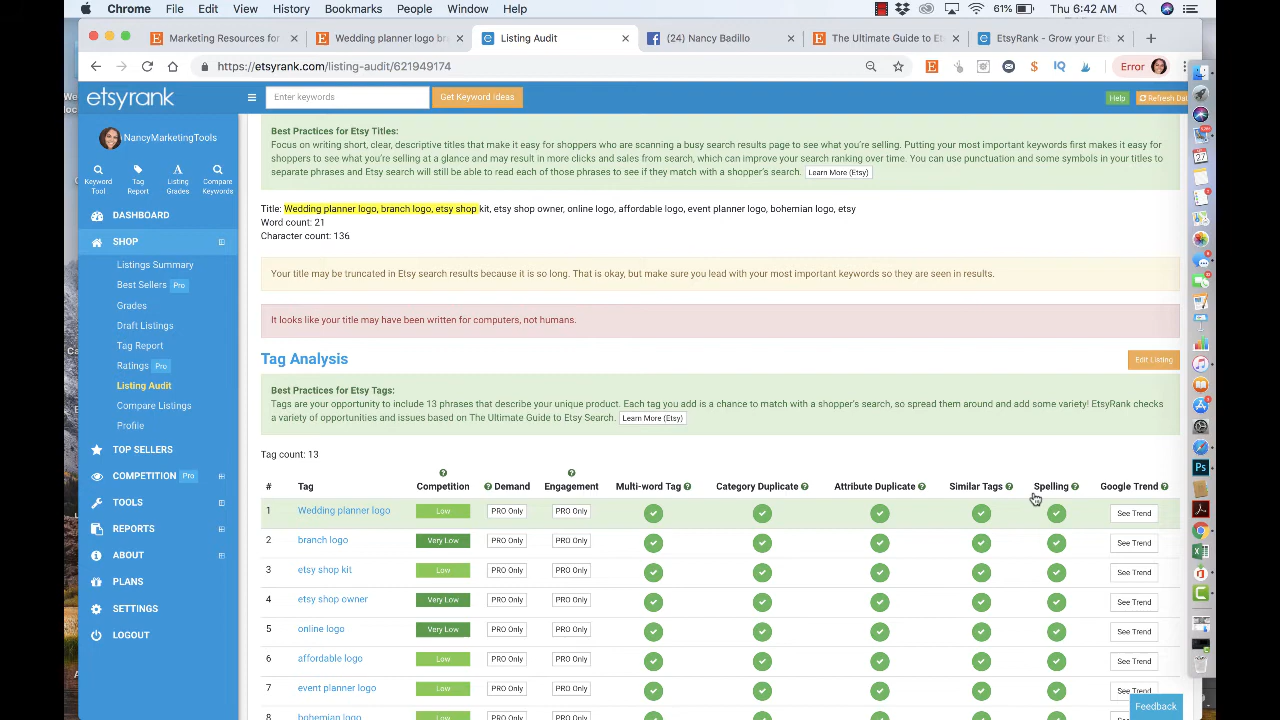 Chrome File Edit View History Bookmarks People Window Help 61% Thu 6:42 AM
Marketing Resources for Wedding planner logo br Listing Audit (24) Nancy Badillo The Ultimate Guide to Et EtsyRank - Grow your E
https://etsyrank.com/listing-audit/621949174 IQ Error
etsyrank Enter keywords Get Keyword ideas Help Refresh Dat
NancyMarketingTools
Keyword Tool Tag Report Listing Grades Compare Keywords
DASHBOARD
SHOP
Listings Summary
Best Sellers Pro
Grades
Draft Listings
Tag Report
Ratings Pro
Listing Audit
Compare Listings
Profile
TOP SELLERS
COMPETITION Pro
TOOLS
REPORTS
ABOUT
PLANS
SETTINGS
LOGOUT
Best Practices for Etsy Titles:
Focus on writing short, clear, descriptive titles that make it easy for shoppers who are scanning a busy search results page to see what you're selling. Putting your most important keywords first makes it easy for
shoppers to see what you're selling at a glance and may result in more clicks and sales from search, which can improve your search ranking over time. You can use punctuation and some symbols in your titles to
separate phrases and Etsy search will still be able to read each of those phrases to see if they match with a shopper's search. Learn More (Etsy)
Title: Wedding planner logo, branch logo, etsy shop kit, etsy shop owner, online logo, affordable logo, event planner logo, bohemian logo, etsy
Word count: 21
Character count: 136
Your title may be truncated in Etsy search results because it is so long. That is okay, but make sure you lead with your most important keywords so they are seen in results.
It looks like your title may have been written for computers, not humans.
Tag Analysis Edit Listing
Best Practices for Etsy Tags:
Tags are your opportunity to include 13 phrases that describe your unique product. Each tag you add is a chance to match with a shopper's search, so spread them around and add some variety! EtsyRank checks
a variety of opportunities and issues based on The Ultimate Guide to Etsy Search. Learn More (Etsy)
Tag count: 13
# Tag Competition Demand Engagement Multi-word Tag Category Duplicate Attribute Duplicate Similar Tags Spelling Google Trend
1 Wedding planner logo Low PRO Only PRO Only See Trend
2 branch logo Very Low PRO Only PRO Only See Trend
3 etsy shop kit Low PRO Only PRO Only See Trend
4 etsy shop owner Very Low PRO Only PRO Only See Trend
5 online logo Very Low PRO Only PRO Only See Trend
6 affordable logo Low PRO Only PRO Only See Trend
event planner logo Low PRO Only PRO Only See Trend
bohemian logo Low PRO Only PRO Only
Feedback